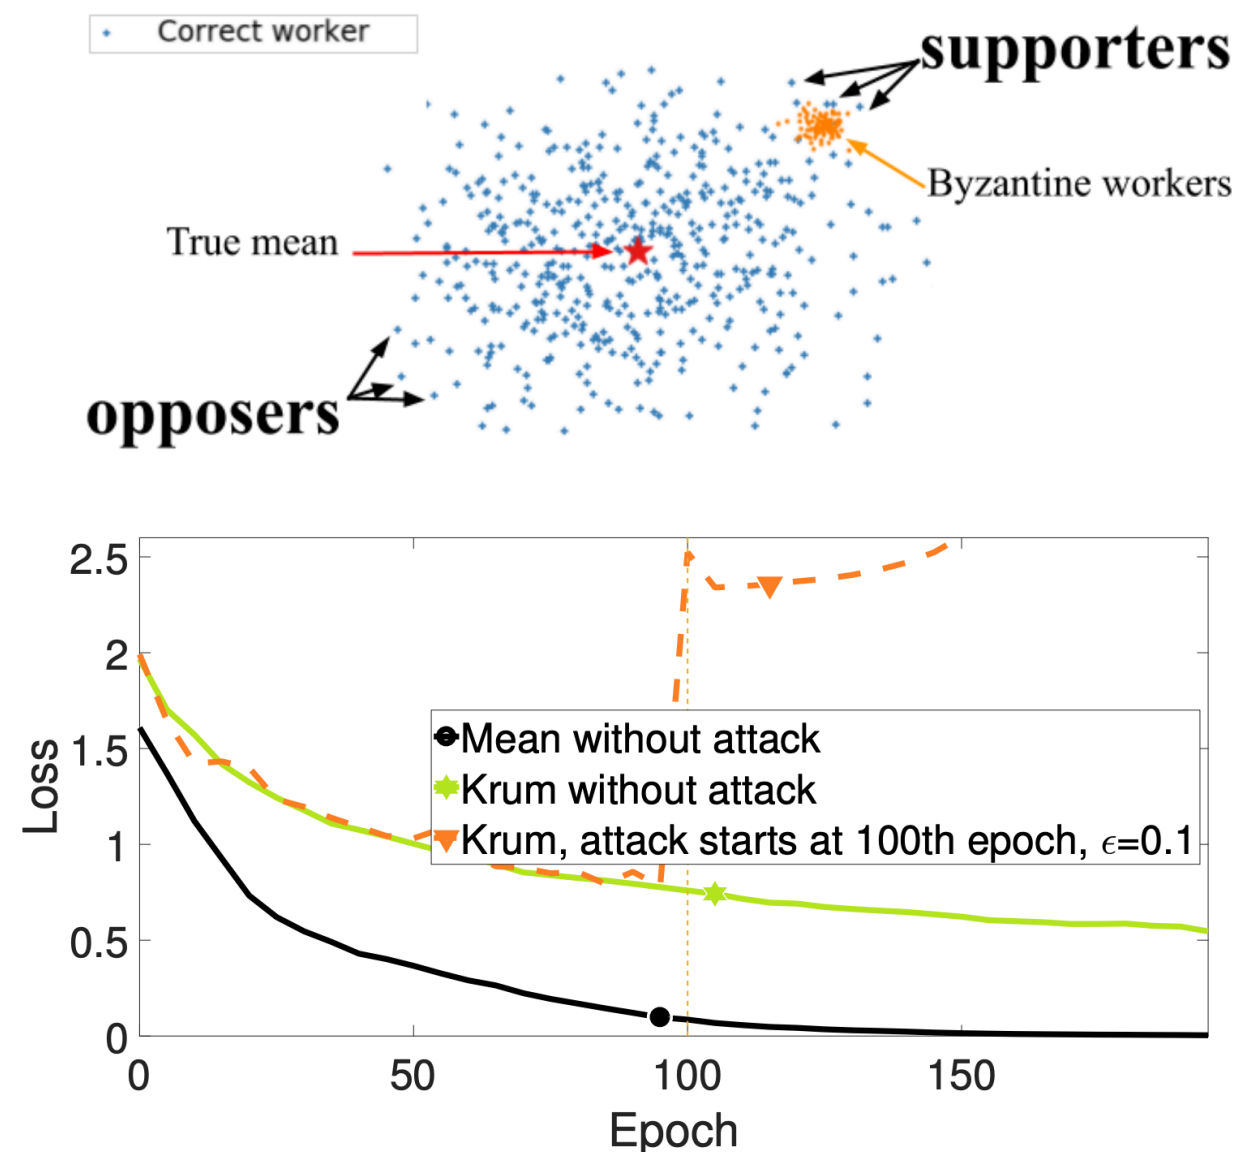 Correct worker
supporters
Byzantine workers
True mean
opposers
2.5
2
1.5
1
0.5
0
Loss
Mean without attack
Krum without attack
Krum, attack starts at 100th epoch, ϵ=0.1
0 50 100 150
Epoch